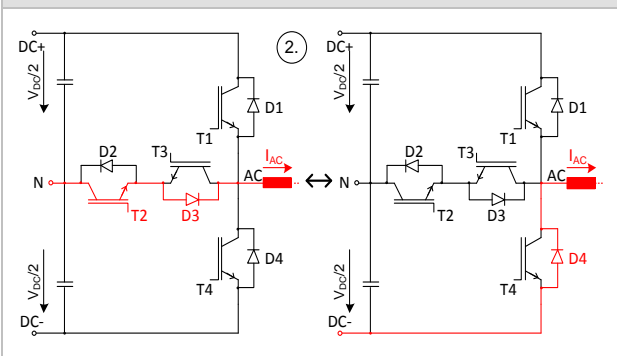 2.
DC+
V_DC/2
D1
T1
D2
T3
I_AC
N
AC
T2
D3
D4
T4
V_DC/2
DC-
DC+
V_DC/2
D1
T1
D2
T3
I_AC
N
AC
T2
D3
D4
T4
V_DC/2
DC-